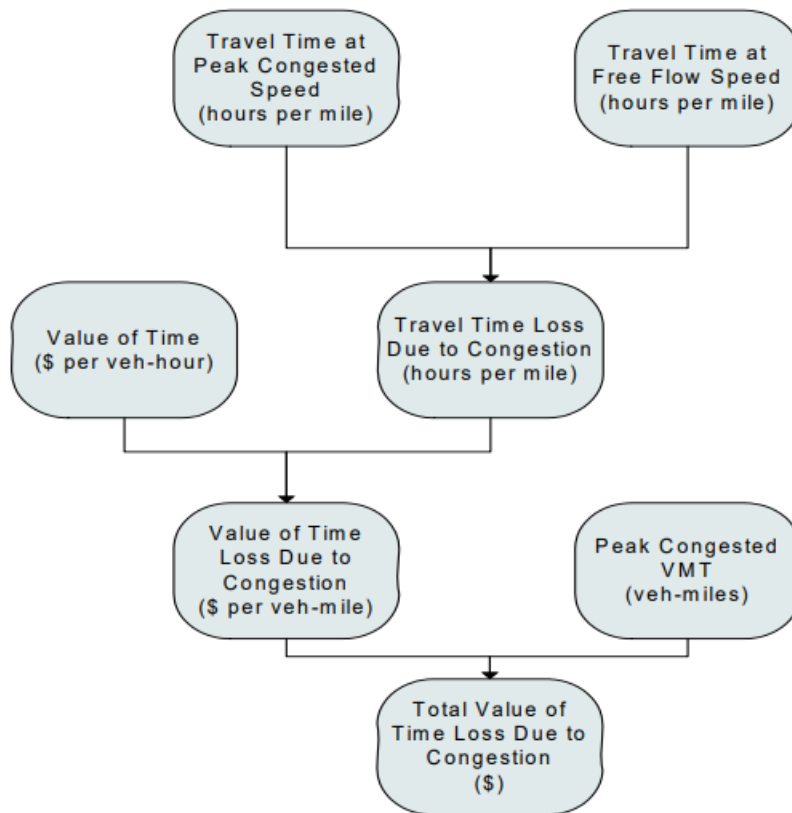 Travel Time at
Peak Congested
Speed
(hours per mile)
Travel Time at
Free Flow Speed
(hours per mile)
Value of Time
($ per veh-hour)
Travel Time Loss
Due to Congestion
(hours per mile)
Value of Time
Loss Due to
Congestion
($ per veh-mile)
Peak Congested
VMT
(veh-miles)
Total Value of
Time Loss Due to
Congestion
($)